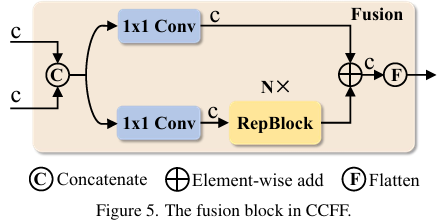 Fusion
C
C
C
1x1 Conv
C
1x1 Conv
C
N×
RepBlock
C
F
C Concatenate
Element-wise add
F Flatten
Figure 5. The fusion block in CCFF.